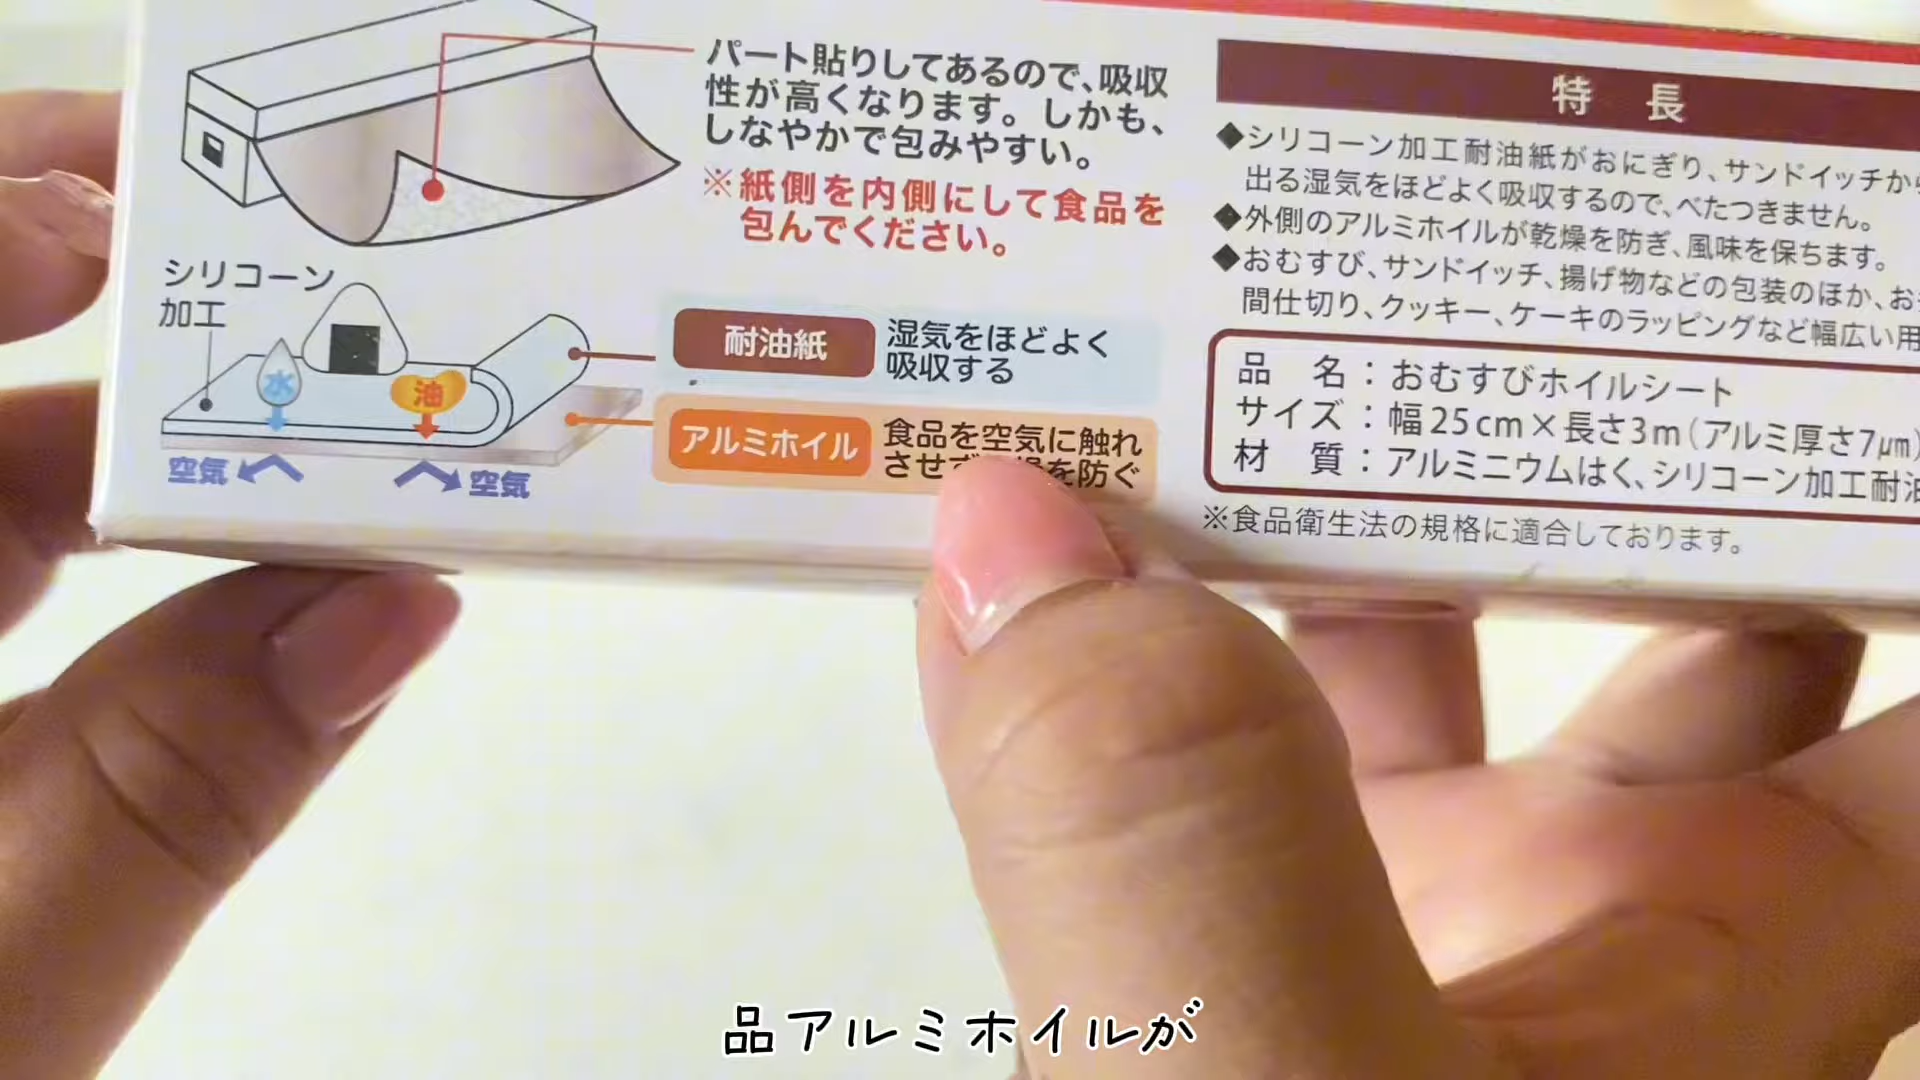 パート貼りしてあるので、吸収
性が高くなります。しかも、
しなやかで包みやすい。
※紙側を内側にして食品を
包んでください。
シリコーン
加工
水
油
空気
空気
耐油紙
湿気をほどよく
吸収する
アルミホイル
食品を空気に触れ
させず を防ぐ
特長
◆シリコーン加工耐油紙がおにぎり、サンドイッチから
出る湿気をほどよく吸収するので、べたつきません。
◆外側のアルミホイルが乾燥を防ぎ、風味を保ちます。
◆おむすび、サンドイッチ、揚げ物などの包装のほか、お
間仕切り、クッキー、ケーキのラッピングなど幅広い用
品 名：おむすびホイルシート
サイズ：幅25cm×長さ3m(アルミ厚さ7μm)
材 質：アルミニウムはく、シリコーン加工耐油
※食品衛生法の規格に適合しております。
品アルミホイルが